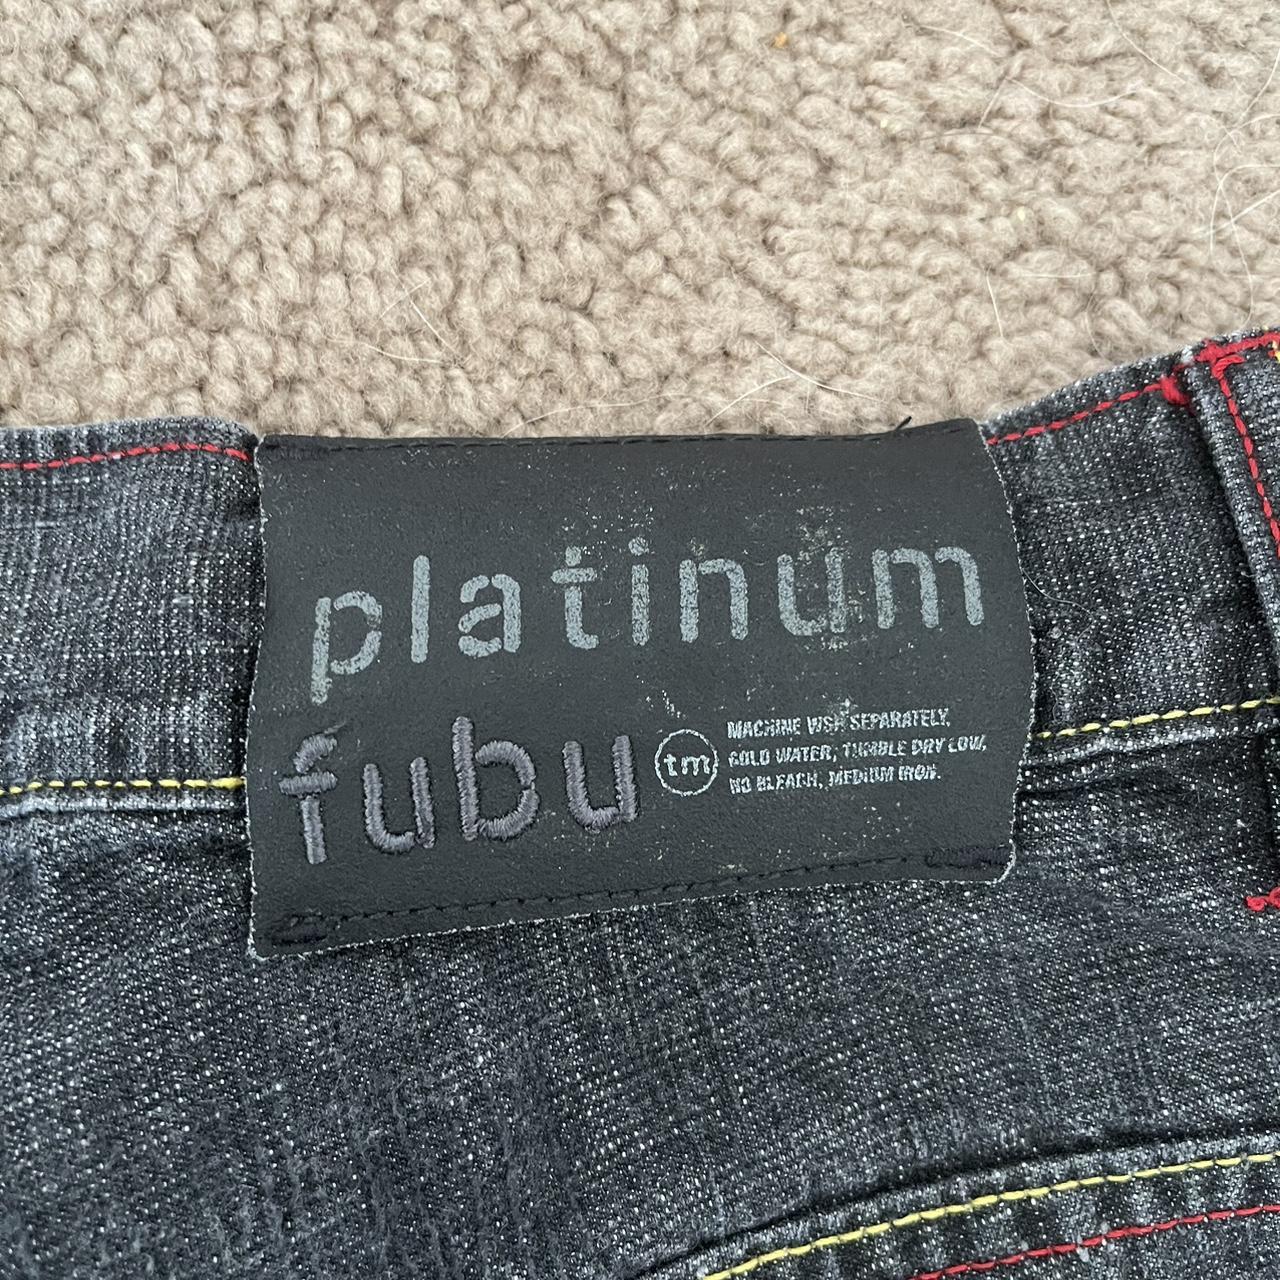 platinum
fubu
tm
MACHINE WSH SEPARATELY,
COLD WATER, TUMBLE DRY LOW,
NO BLEACH, MEDIUM IRON.